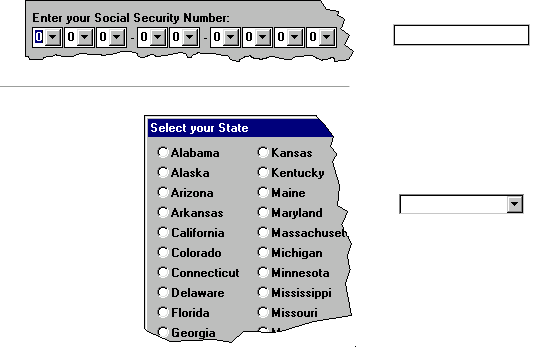 Enter your Social Security Number:
0 0 0 - 0 0 - 0 0 0 0
Select your State
Alabama Kansas
Alaska Kentucky
Arizona Maine
Arkansas Maryland
California Massachuset
Colorado Michigan
Connecticut Minnesota
Delaware Mississippi
Florida Missouri
Georgia